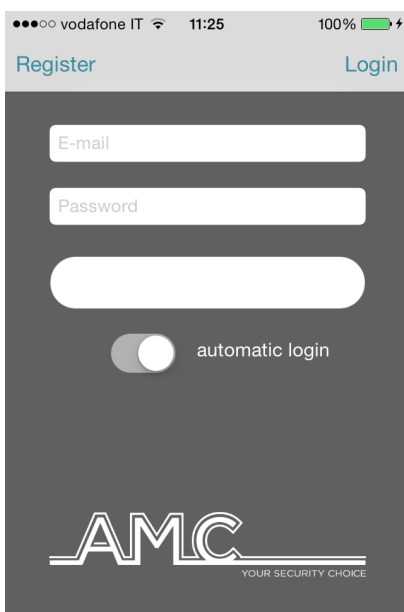 vodafone IT 11:25 100%
Register Login
E-mail
Password
automatic login
AMC
YOUR SECURITY CHOICE